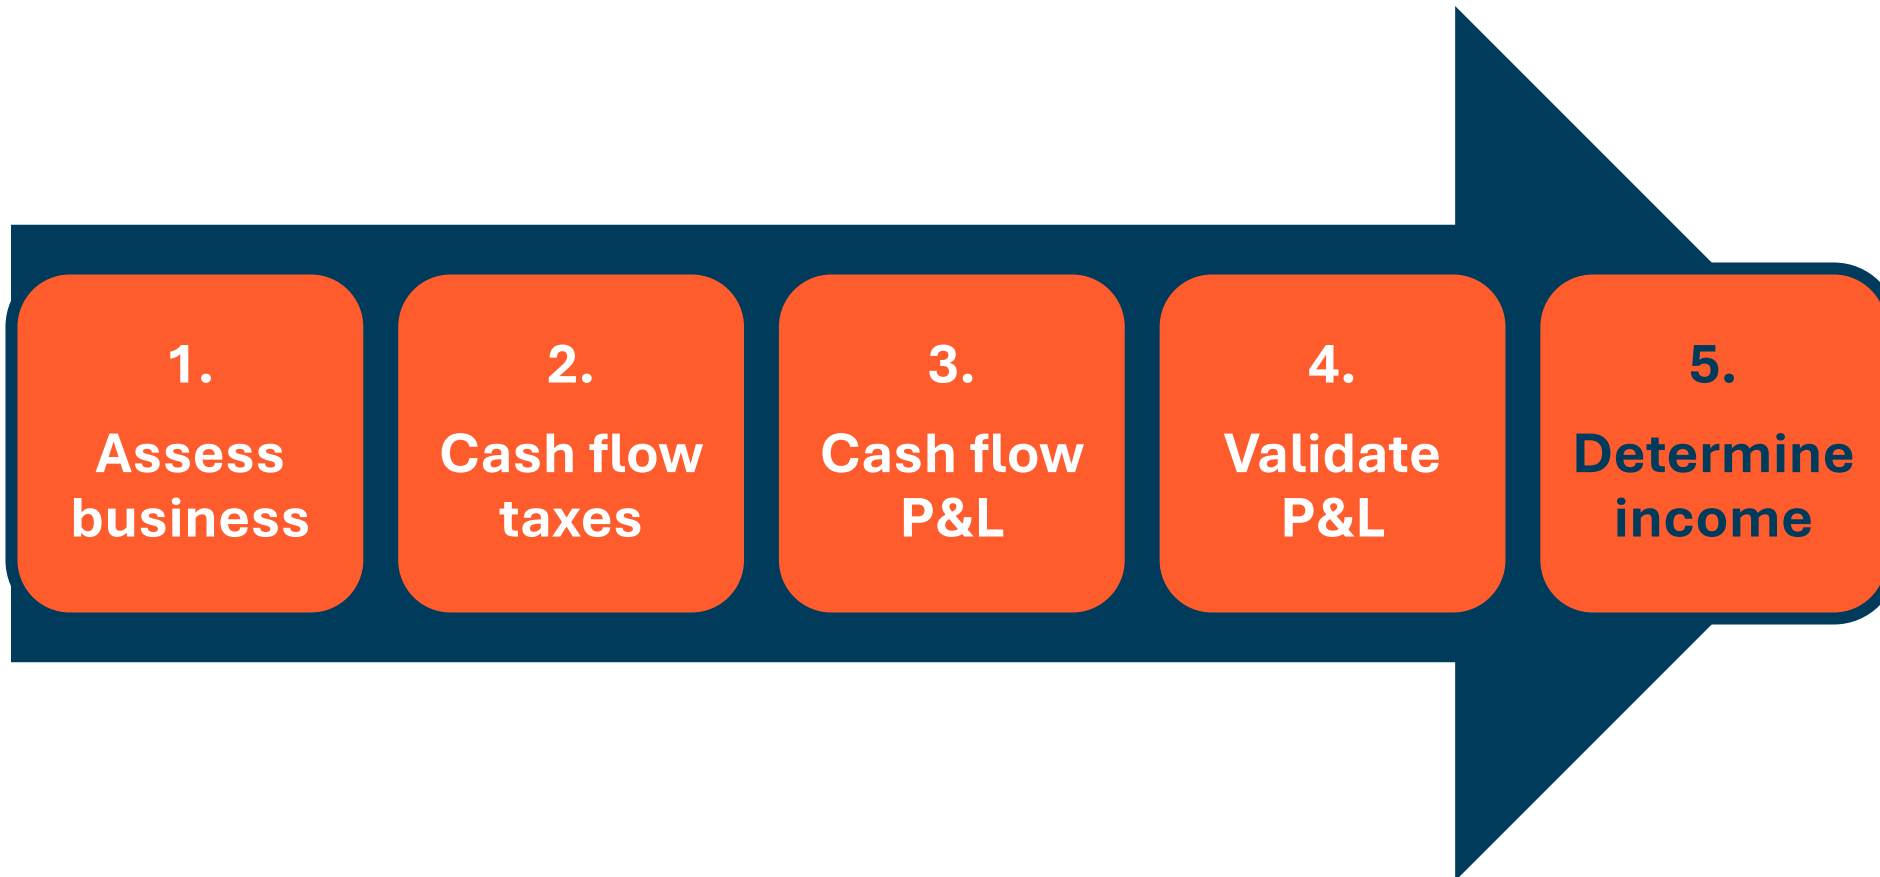 1.
Assess
business
2.
Cash flow
taxes
3.
Cash flow
P&L
4.
Validate
P&L
5.
Determine
income